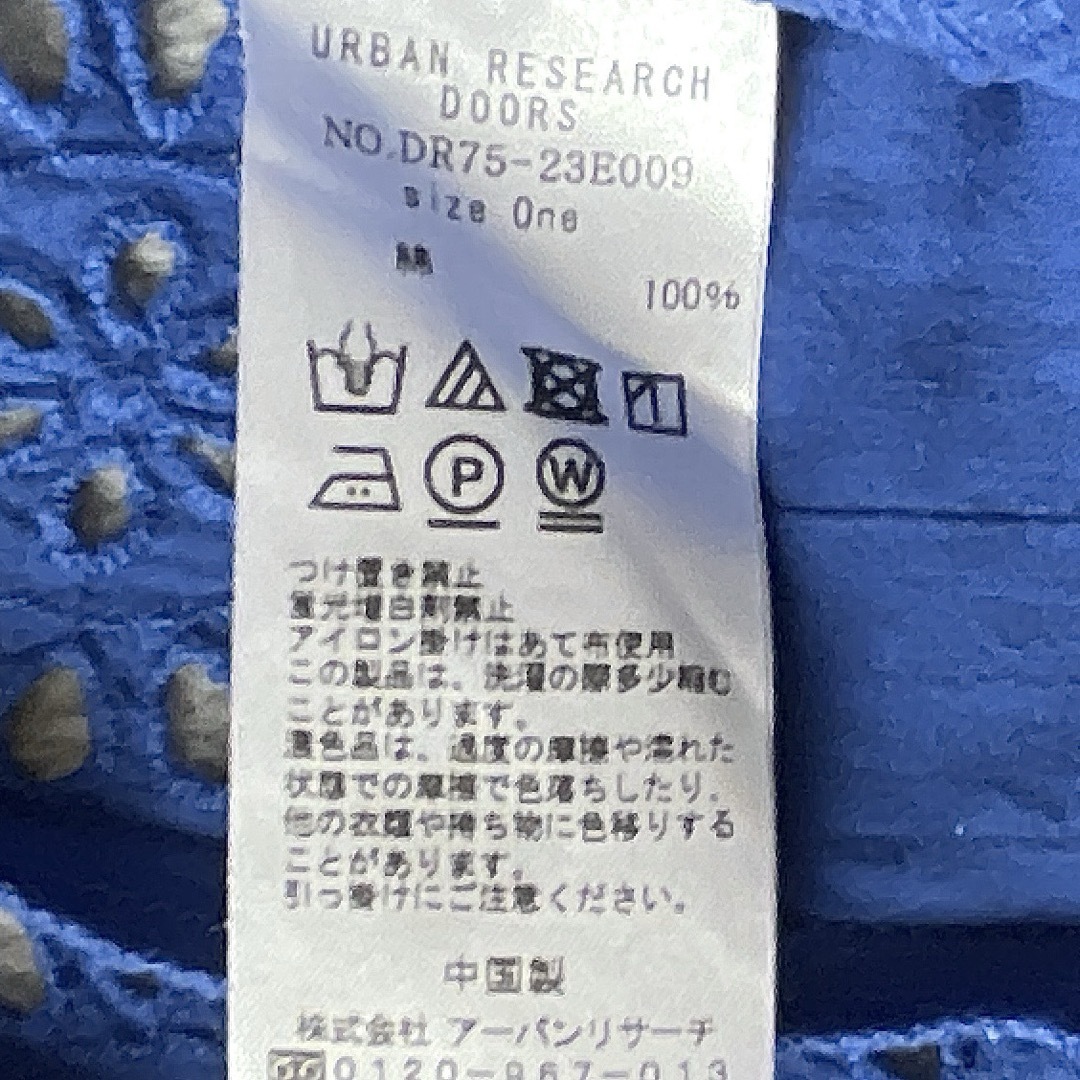 URBAN RESEARCH
DOORS
NO.DR75-23E009
size One
綿
100%
P W
つけ置き禁止
蛍光増白剤禁止
アイロン掛けはあて布使用
この製品は、洗濯の際多少縮む
ことがあります。
濃色品は、過度の摩擦や濡れた
状態での摩擦で色落ちしたり、
他の衣類や持ち物に色移りする
ことがあります。
引っ掛けにご注意ください。
中国製
株式会社 アーバンリサーチ
0120-967-013